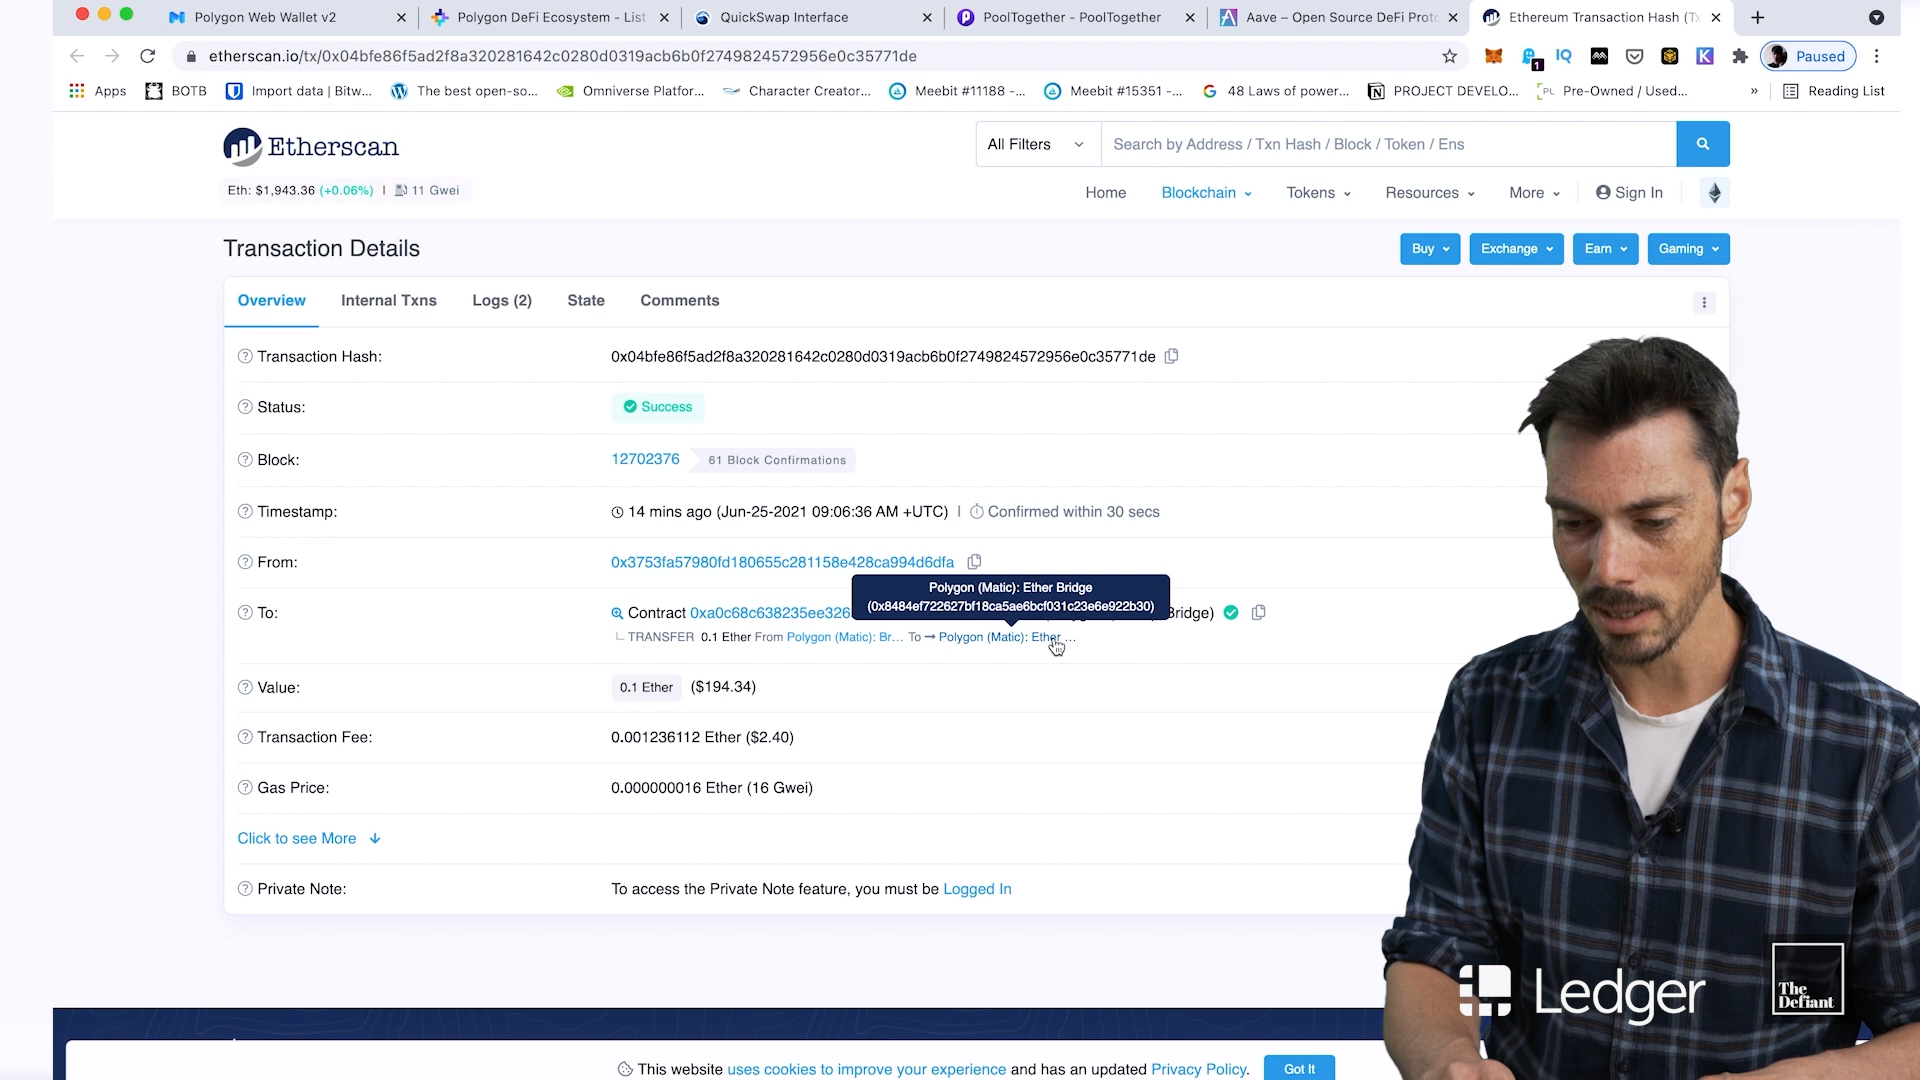 Polygon Web Wallet v2
Polygon DeFi Ecosystem - List
QuickSwap Interface
PoolTogether - PoolTogether
Aave – Open Source DeFi Proto
Ethereum Transaction Hash (Tx
etherscan.io/tx/0x04bfe86f5ad2f8a320281642c0280d0319acb6b0f2749824572956e0c35771de
1
IQ
K
Paused
Apps
BOTB
Import data | Bitw...
The best open-so...
Omniverse Platfor...
Character Creator...
Meebit #11188 -...
Meebit #15351 -...
48 Laws of power...
PROJECT DEVELO...
Pre-Owned / Used...
»
Reading List
Etherscan
All Filters
Search by Address / Txn Hash / Block / Token / Ens
Eth: $1,943.36 (+0.06%) | 11 Gwei
Home
Blockchain
Tokens
Resources
More
Sign In
Transaction Details
Buy
Exchange
Earn
Gaming
Overview
Internal Txns
Logs (2)
State
Comments
Transaction Hash:
0x04bfe86f5ad2f8a320281642c0280d0319acb6b0f2749824572956e0c35771de
Status:
Success
Block:
12702376
61 Block Confirmations
Timestamp:
14 mins ago (Jun-25-2021 09:06:36 AM +UTC) | Confirmed within 30 secs
From:
0x3753fa57980fd180655c281158e428ca994d6dfa
Polygon (Matic): Ether Bridge
(0x8484ef722627bf18ca5ae6bcf031c23e6e922b30)
To:
Contract 0xa0c68c638235ee326 Bridge)
TRANSFER 0.1 Ether From Polygon (Matic): Br... To → Polygon (Matic): Ether ...
Value:
0.1 Ether ($194.34)
Transaction Fee:
0.001236112 Ether ($2.40)
Gas Price:
0.000000016 Ether (16 Gwei)
Click to see More
Private Note:
To access the Private Note feature, you must be Logged In
Ledger
The
Defiant
This website uses cookies to improve your experience and has an updated Privacy Policy.
Got It